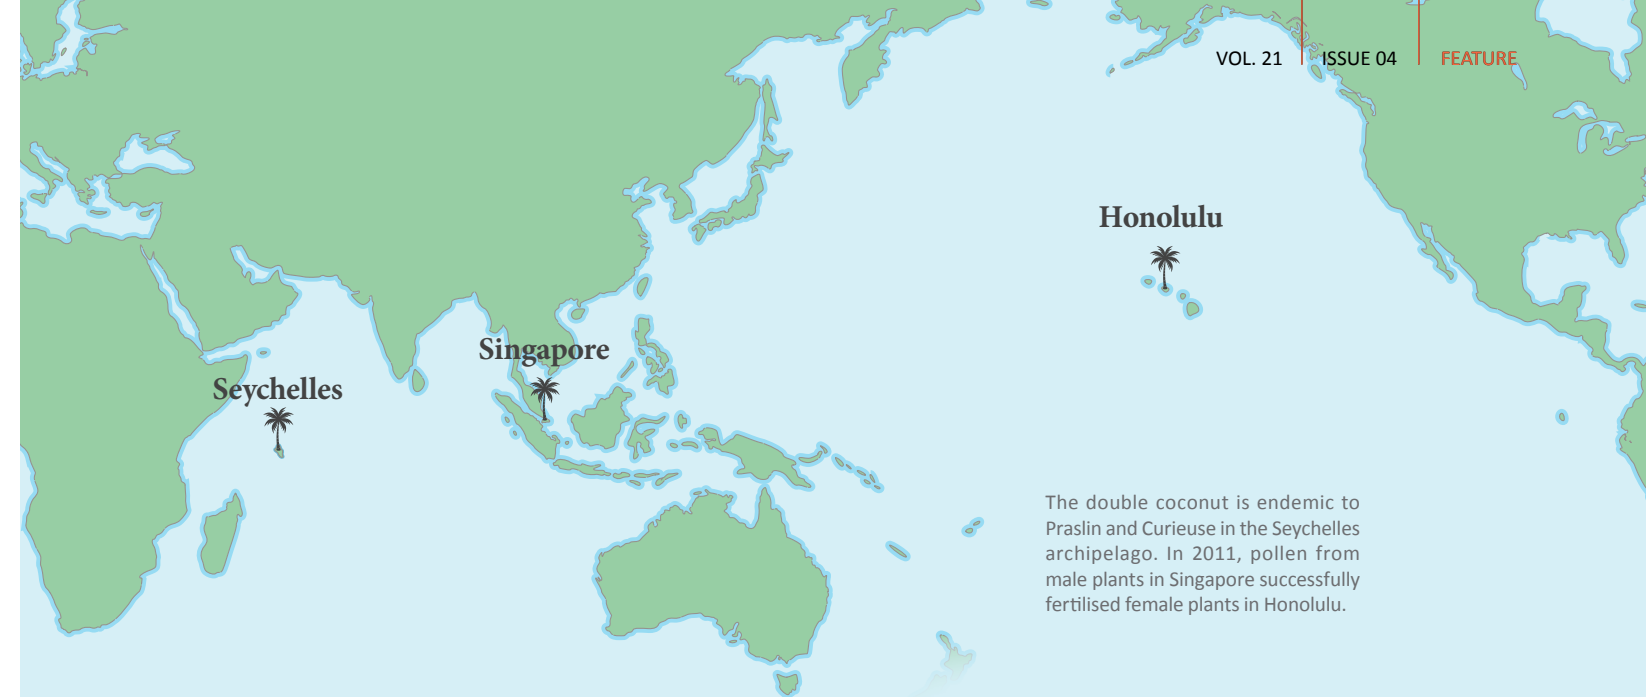 VOL. 21 ISSUE 04 FEATURE
Honolulu
Singapore
Seychelles
The double coconut is endemic to
Praslin and Curieuse in the Seychelles
archipelago. In 2011, pollen from
male plants in Singapore successfully
fertilised female plants in Honolulu.